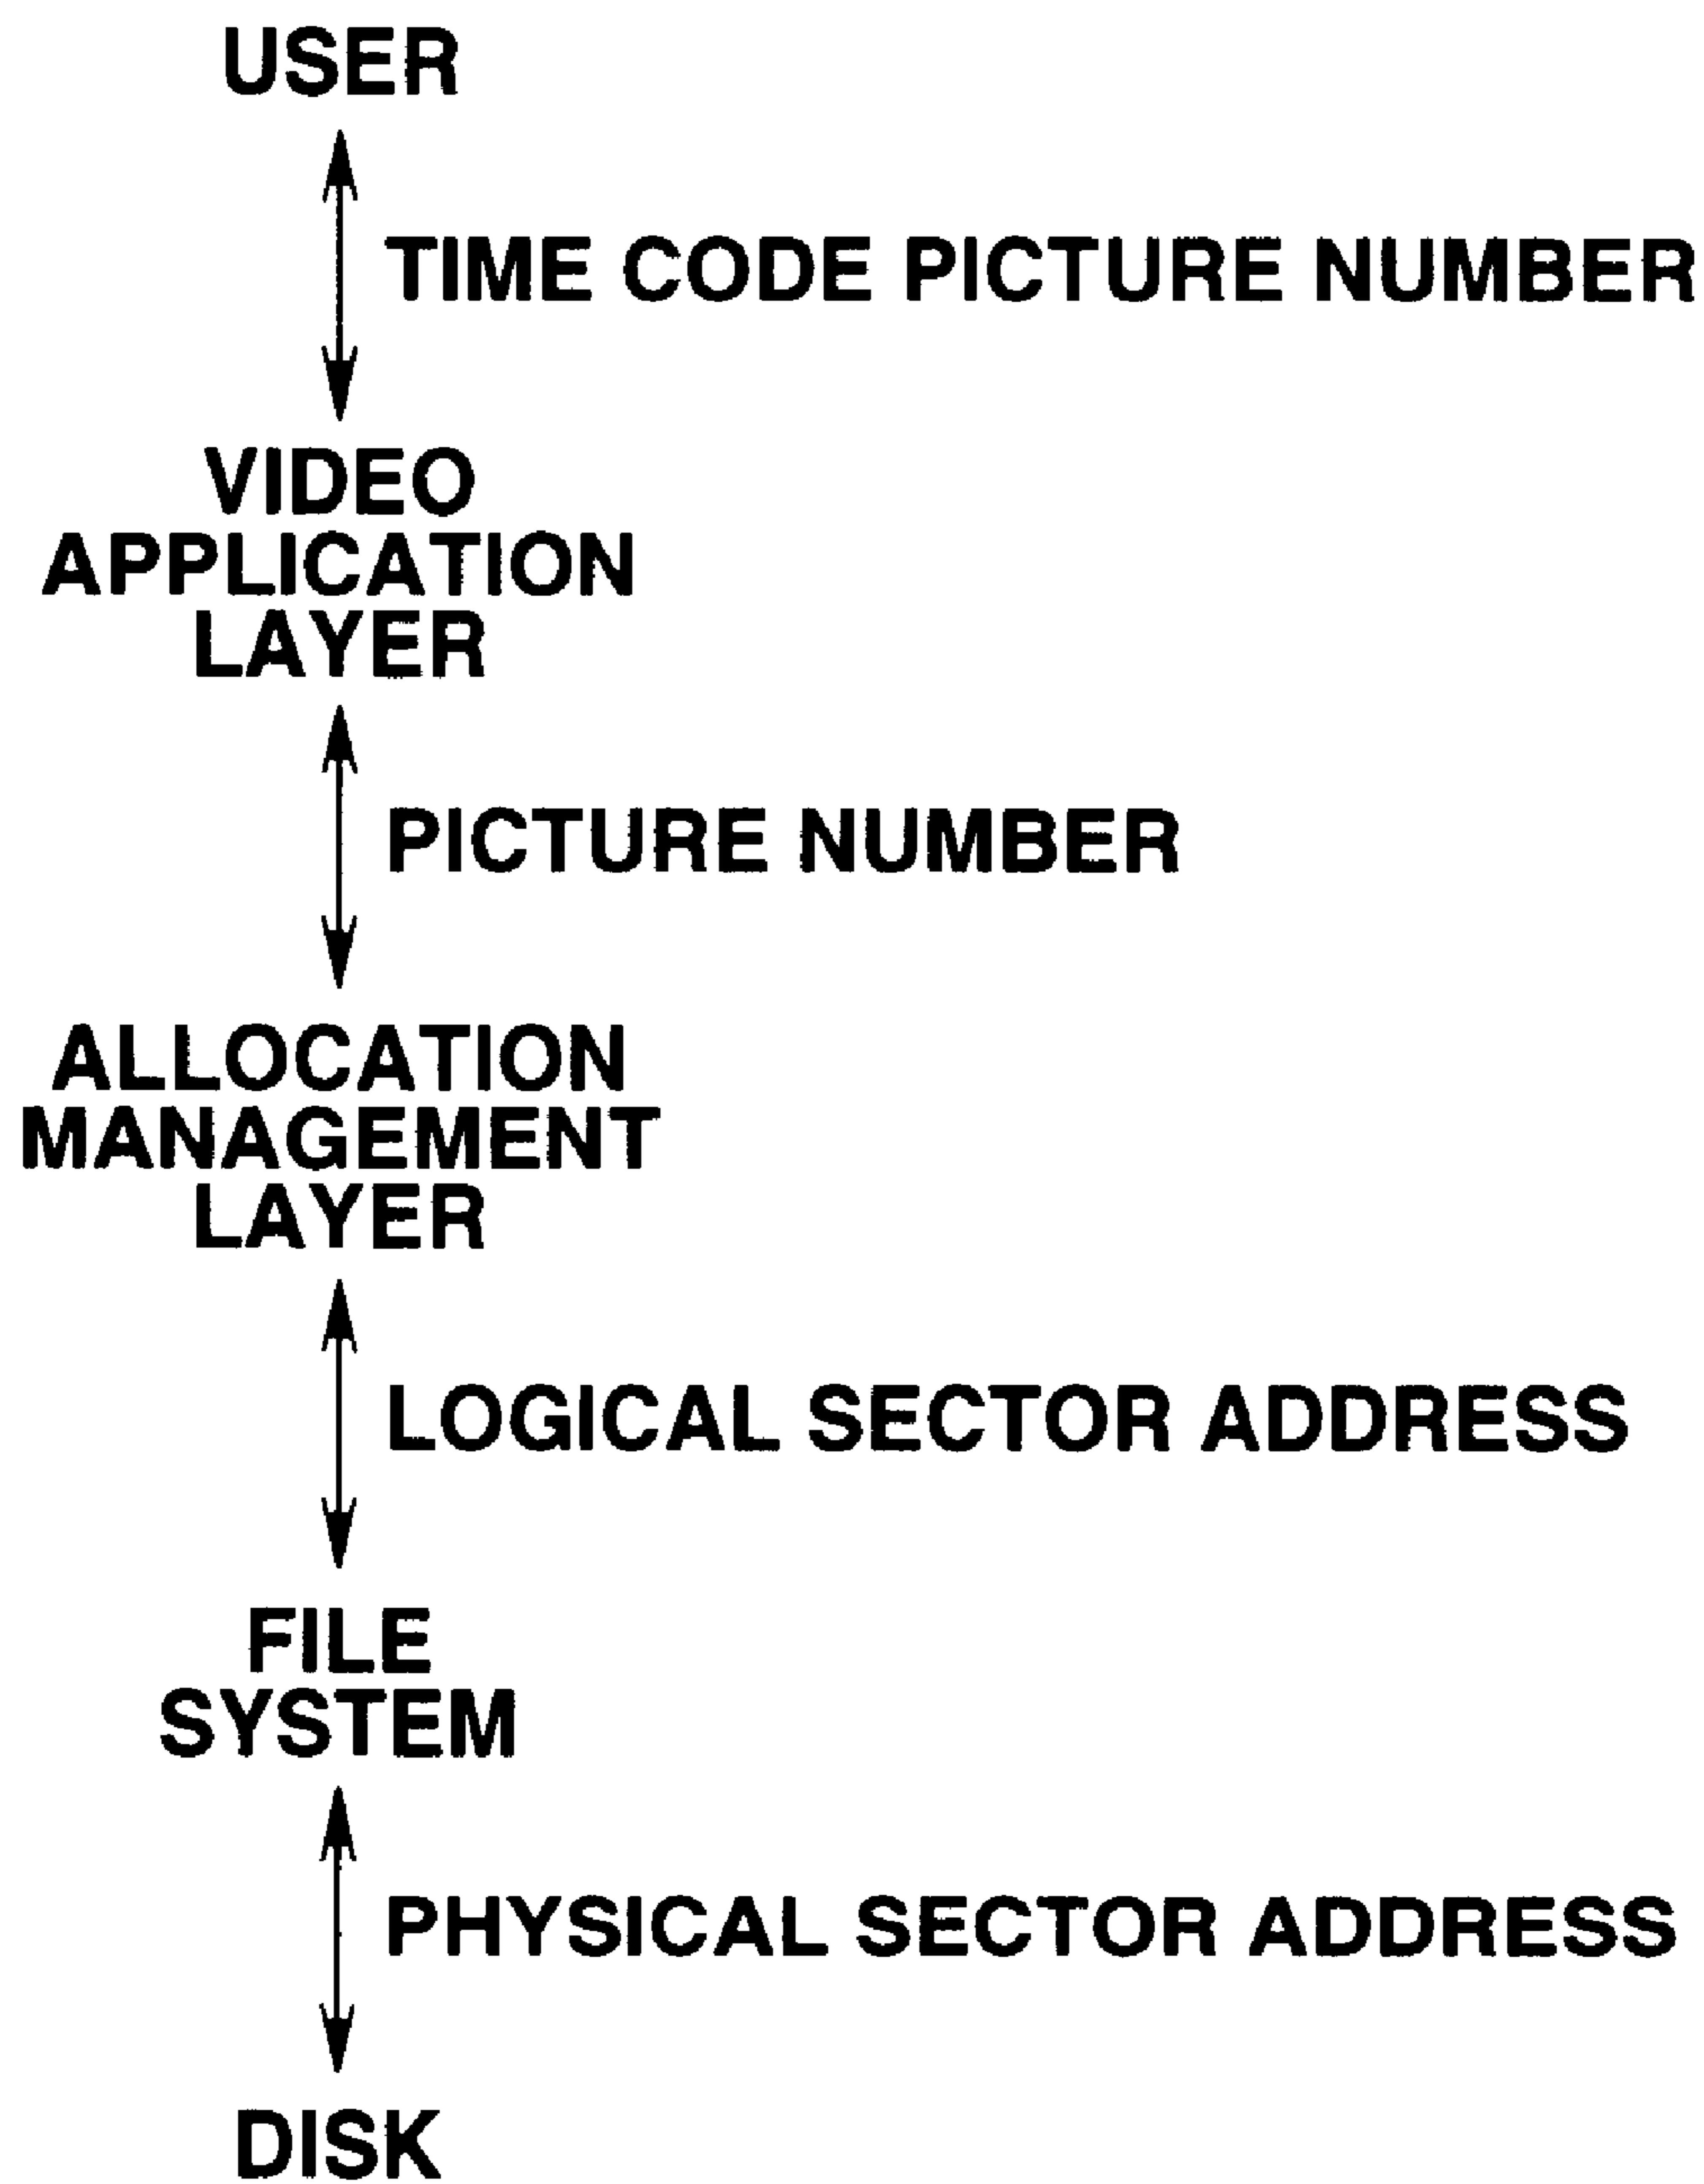 USER
TIME CODE PICTURE NUMBER
VIDEO
APPLICATION
LAYER
PICTURE NUMBER
ALLOCATION
MANAGEMENT
LAYER
LOGICAL SECTOR ADDRESS
FILE
SYSTEM
PHYSICAL SECTOR ADDRESS
DISK